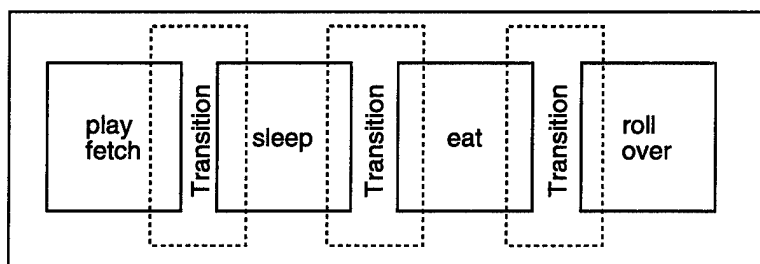 play
fetch
Transition
sleep
Transition
eat
Transition
roll
over